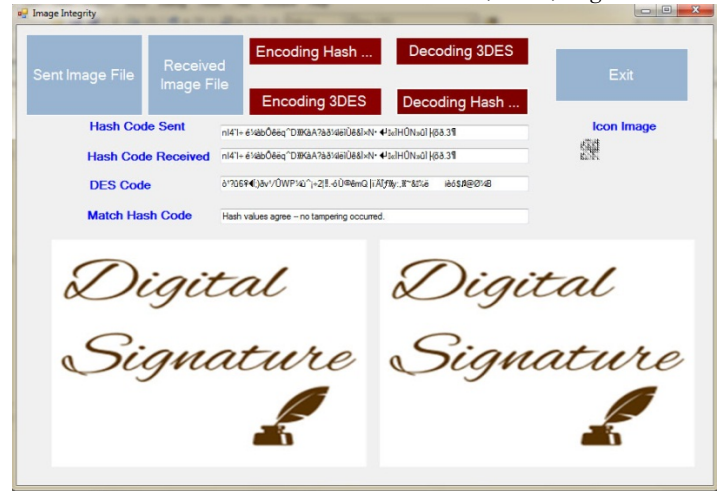 Image Integrity
Sent Image File
Received
Image File
Encoding Hash ...
Decoding 3DES
Encoding 3DES
Decoding Hash ...
Exit
Hash Code Sent
Icon Image
Hash Code Received
DES Code
Match Hash Code
Hash values agree – no tampering occurred.
Digital
Signature
Digital
Signature